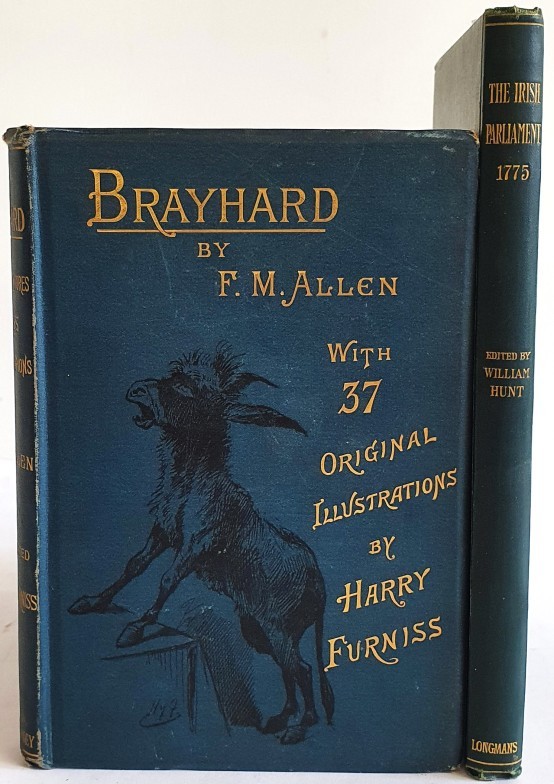 BRAYHARD
BY
F. M. ALLEN
WITH
37
ORIGINAL
ILLUSTRATIONS
BY
HARRY
FURNISS
THE IRISH
PARLIAMENT
1775
EDITED BY
WILLIAM
HUNT
LONGMANS